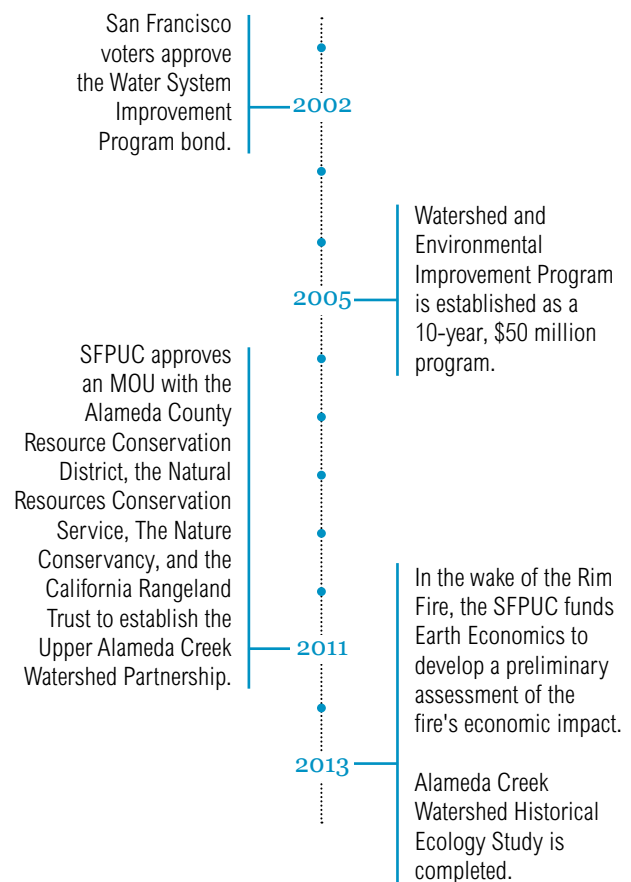 San Francisco
voters approve
the Water System
Improvement
Program bond.
2002
Watershed and
Environmental
Improvement Program
is established as a
10-year, $50 million
program.
2005
SFPUC approves
an MOU with the
Alameda County
Resource Conservation
District, the Natural
Resources Conservation
Service, The Nature
Conservancy, and the
California Rangeland
Trust to establish the
Upper Alameda Creek
Watershed Partnership.
2011
In the wake of the Rim
Fire, the SFPUC funds
Earth Economics to
develop a preliminary
assessment of the
fire's economic impact.
2013
Alameda Creek
Watershed Historical
Ecology Study is
completed.